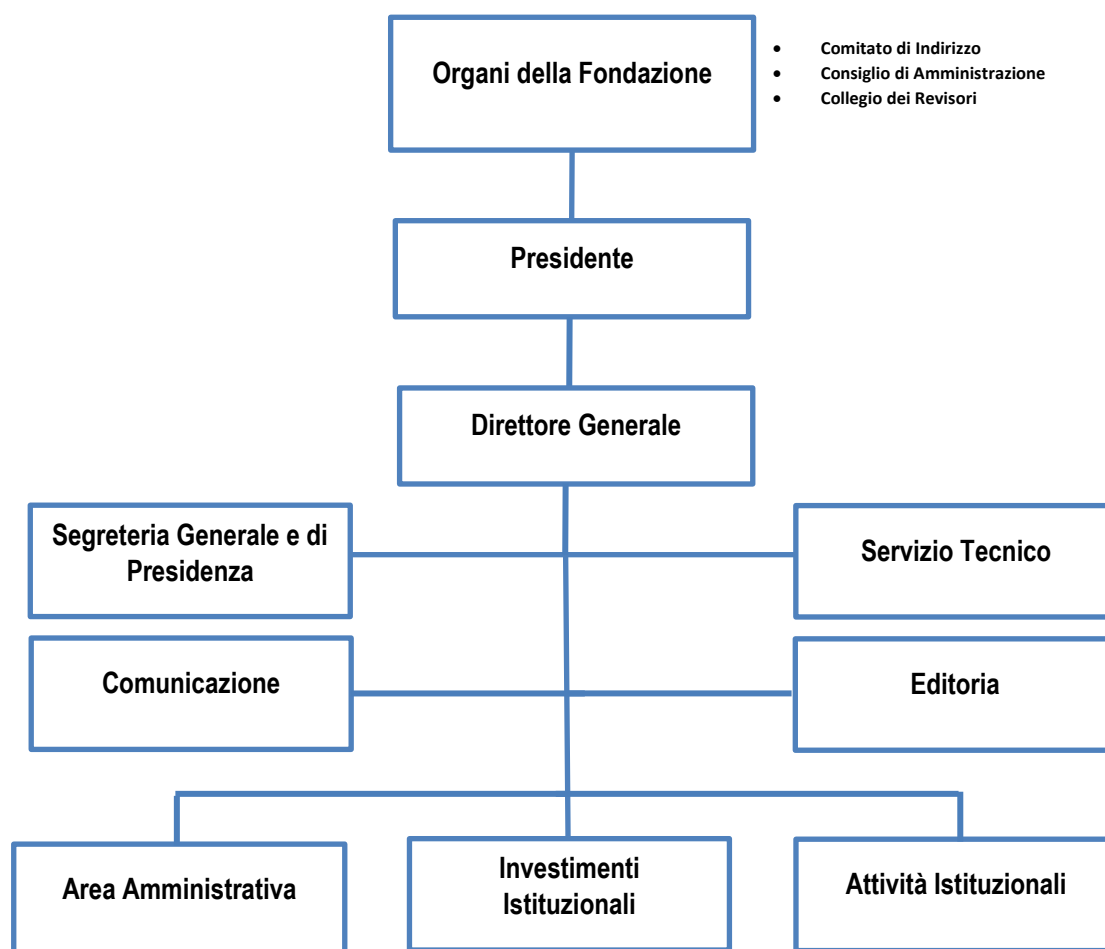 Organi della Fondazione
• Comitato di Indirizzo
• Consiglio di Amministrazione
• Collegio dei Revisori
Presidente
Direttore Generale
Segreteria Generale e di
Presidenza
Servizio Tecnico
Comunicazione
Editoria
Area Amministrativa
Investimenti
Istituzionali
Attività Istituzionali